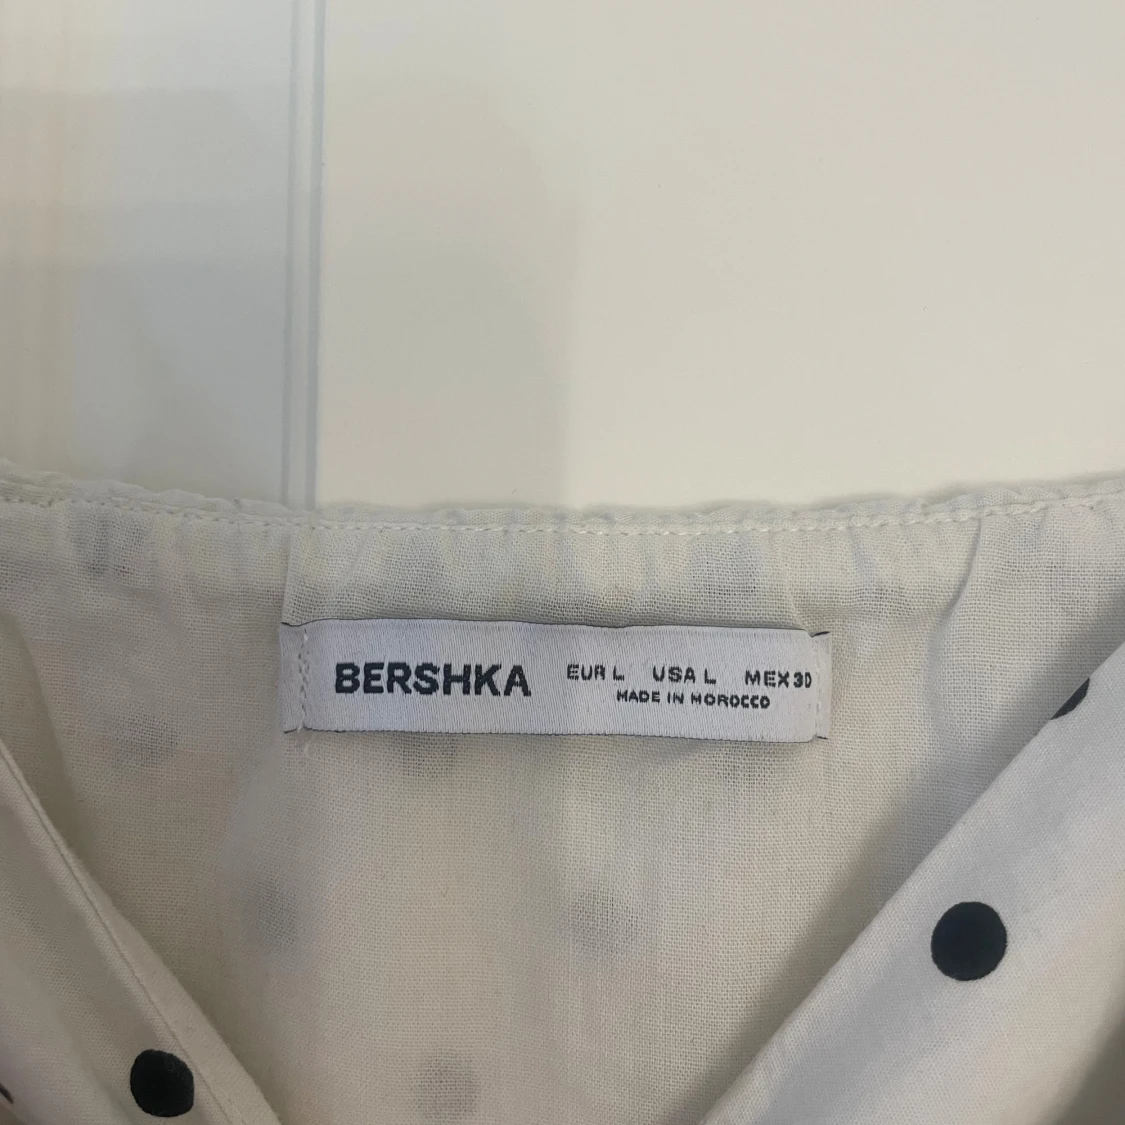 BERSHKA EUR L USA L MEX 30
MADE IN MOROCCO